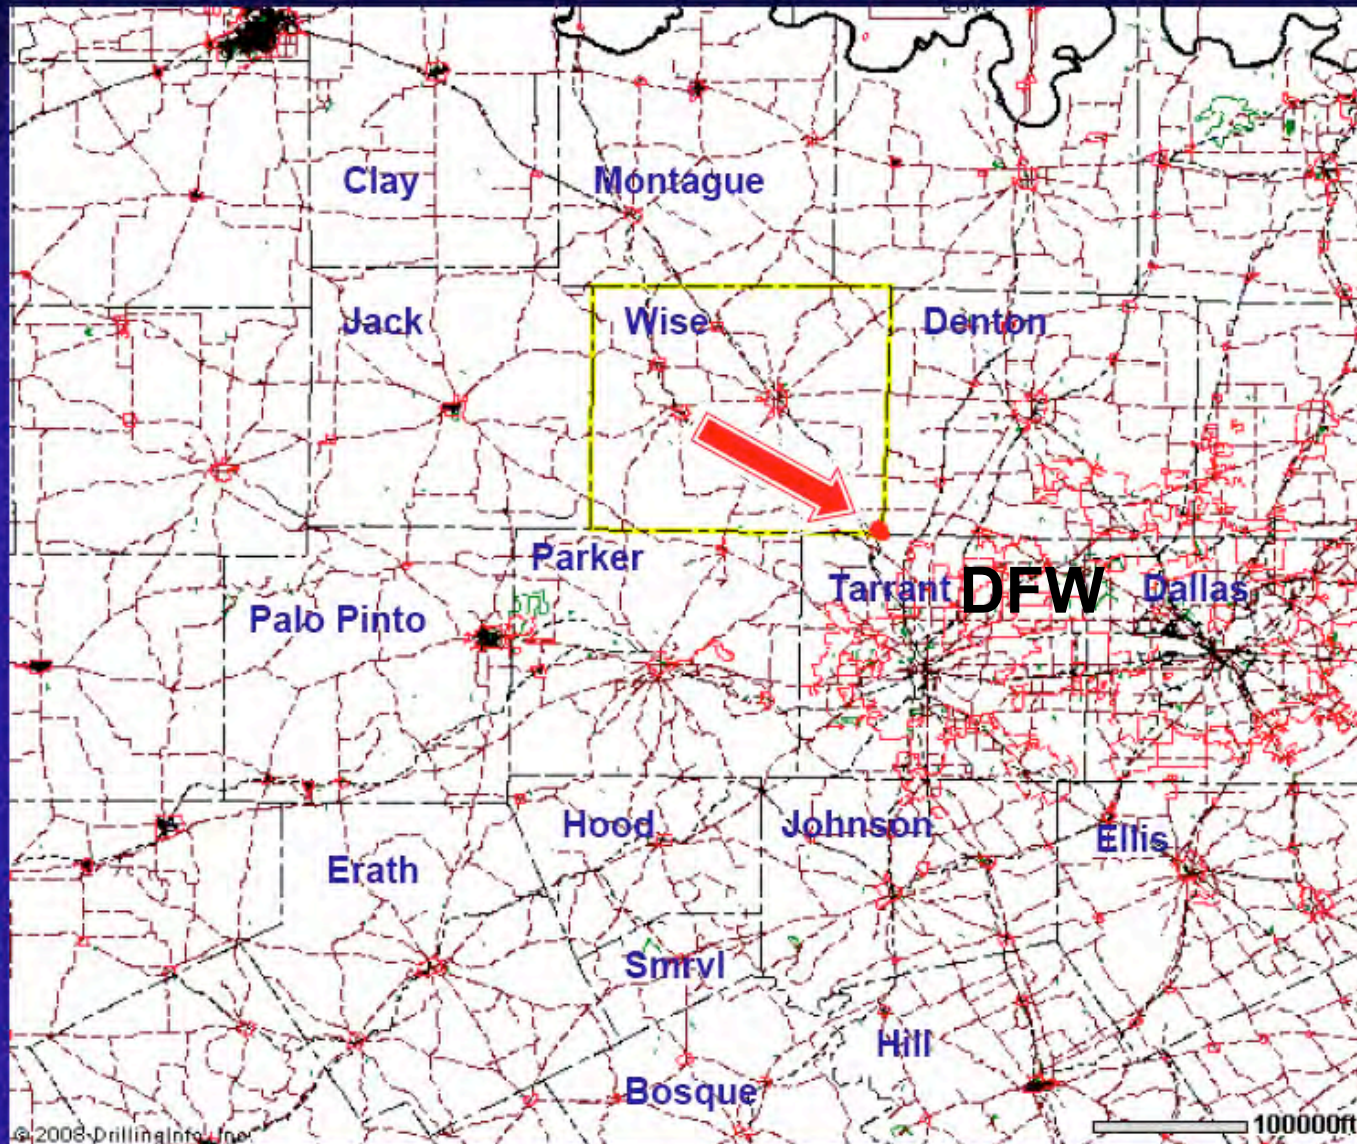 Clay
Montague
Jack
Wise
Denton
Parker
Tarrant
DFW
Dallas
Palo Pinto
Hood
Johnson
Ellis
Erath
Smrvl
Hill
Bosque
© 2008 DrillingInfo, Inc.
100000ft